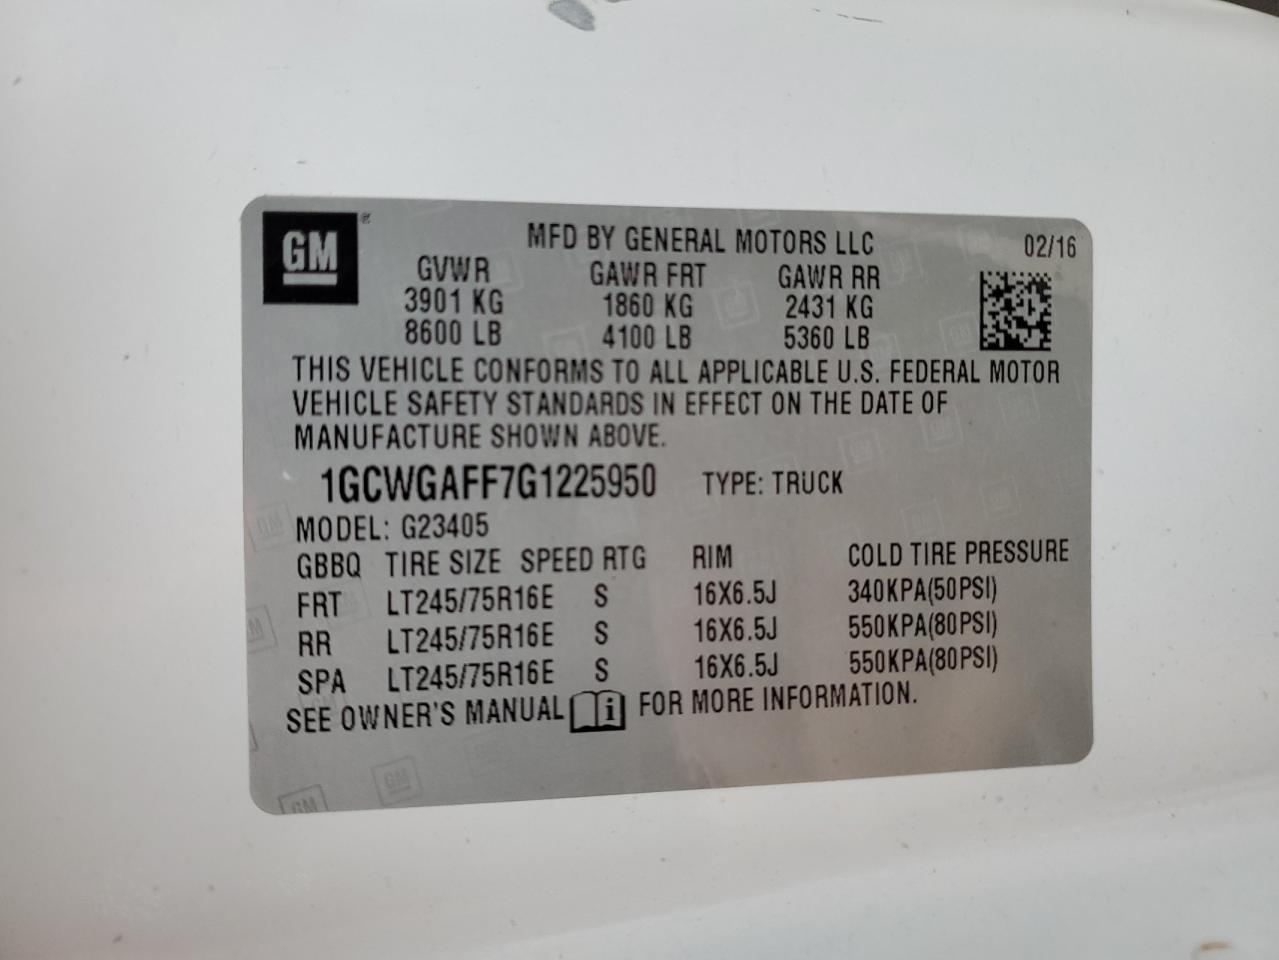 GM ®
MFD BY GENERAL MOTORS LLC 02/16
GVWR GAWR FRT GAWR RR
3901 KG 1860 KG 2431 KG
8600 LB 4100 LB 5360 LB
THIS VEHICLE CONFORMS TO ALL APPLICABLE U.S. FEDERAL MOTOR
VEHICLE SAFETY STANDARDS IN EFFECT ON THE DATE OF
MANUFACTURE SHOWN ABOVE.
1GCWGAFF7G1225950 TYPE: TRUCK
MODEL: G23405
GBBQ TIRE SIZE SPEED RTG RIM COLD TIRE PRESSURE
FRT LT245/75R16E S 16X6.5J 340KPA(50PSI)
RR LT245/75R16E S 16X6.5J 550KPA(80PSI)
SPA LT245/75R16E S 16X6.5J 550KPA(80PSI)
SEE OWNER'S MANUAL i FOR MORE INFORMATION.